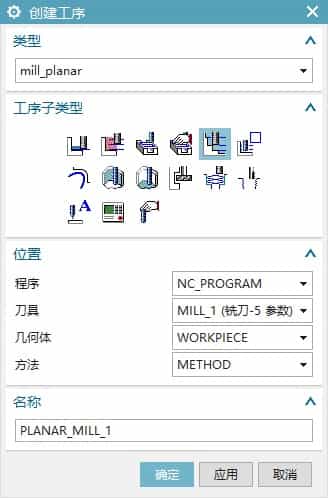 创建工序
类型
mill_planar
工序子类型
A
位置
程序 NC_PROGRAM
刀具 MILL_1 (铣刀-5 参数)
几何体 WORKPIECE
方法 METHOD
名称
PLANAR_MILL_1
确定 应用 取消